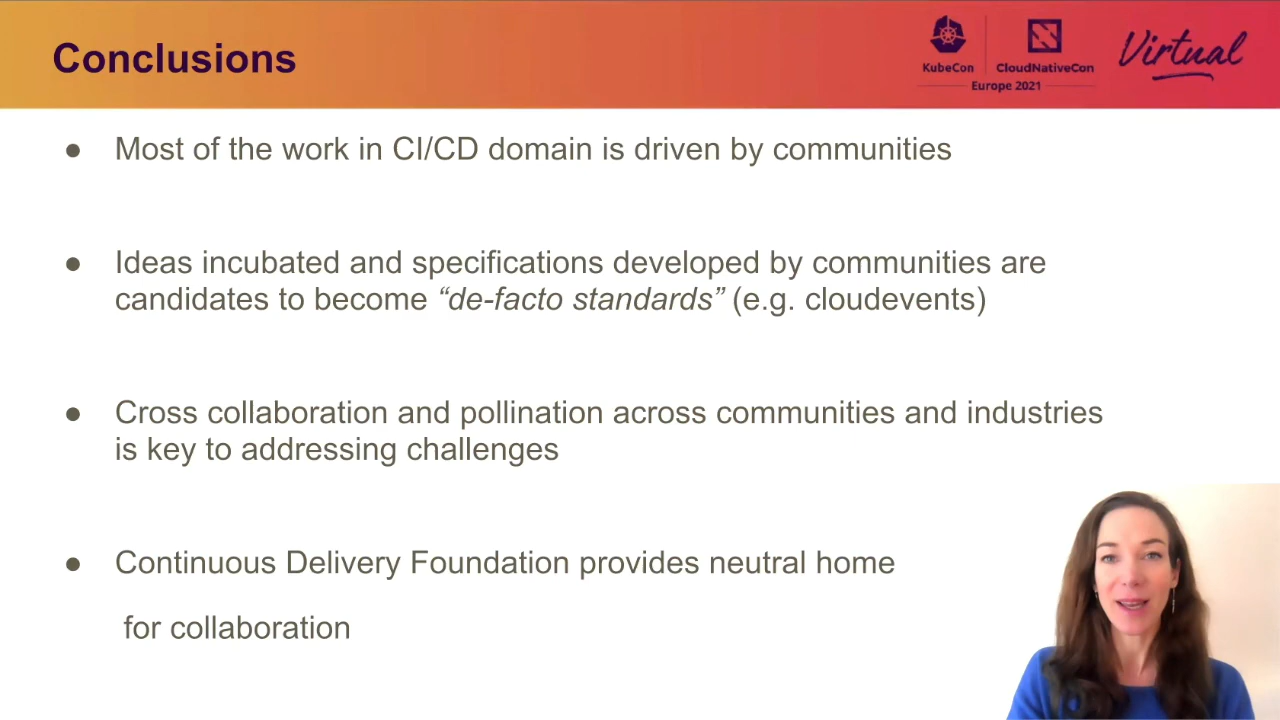 Conclusions
KubeCon
CloudNativeCon
Europe 2021
Virtual
● Most of the work in CI/CD domain is driven by communities
● Ideas incubated and specifications developed by communities are
candidates to become “de-facto standards” (e.g. cloudevents)
● Cross collaboration and pollination across communities and industries
is key to addressing challenges
● Continuous Delivery Foundation provides neutral home
for collaboration